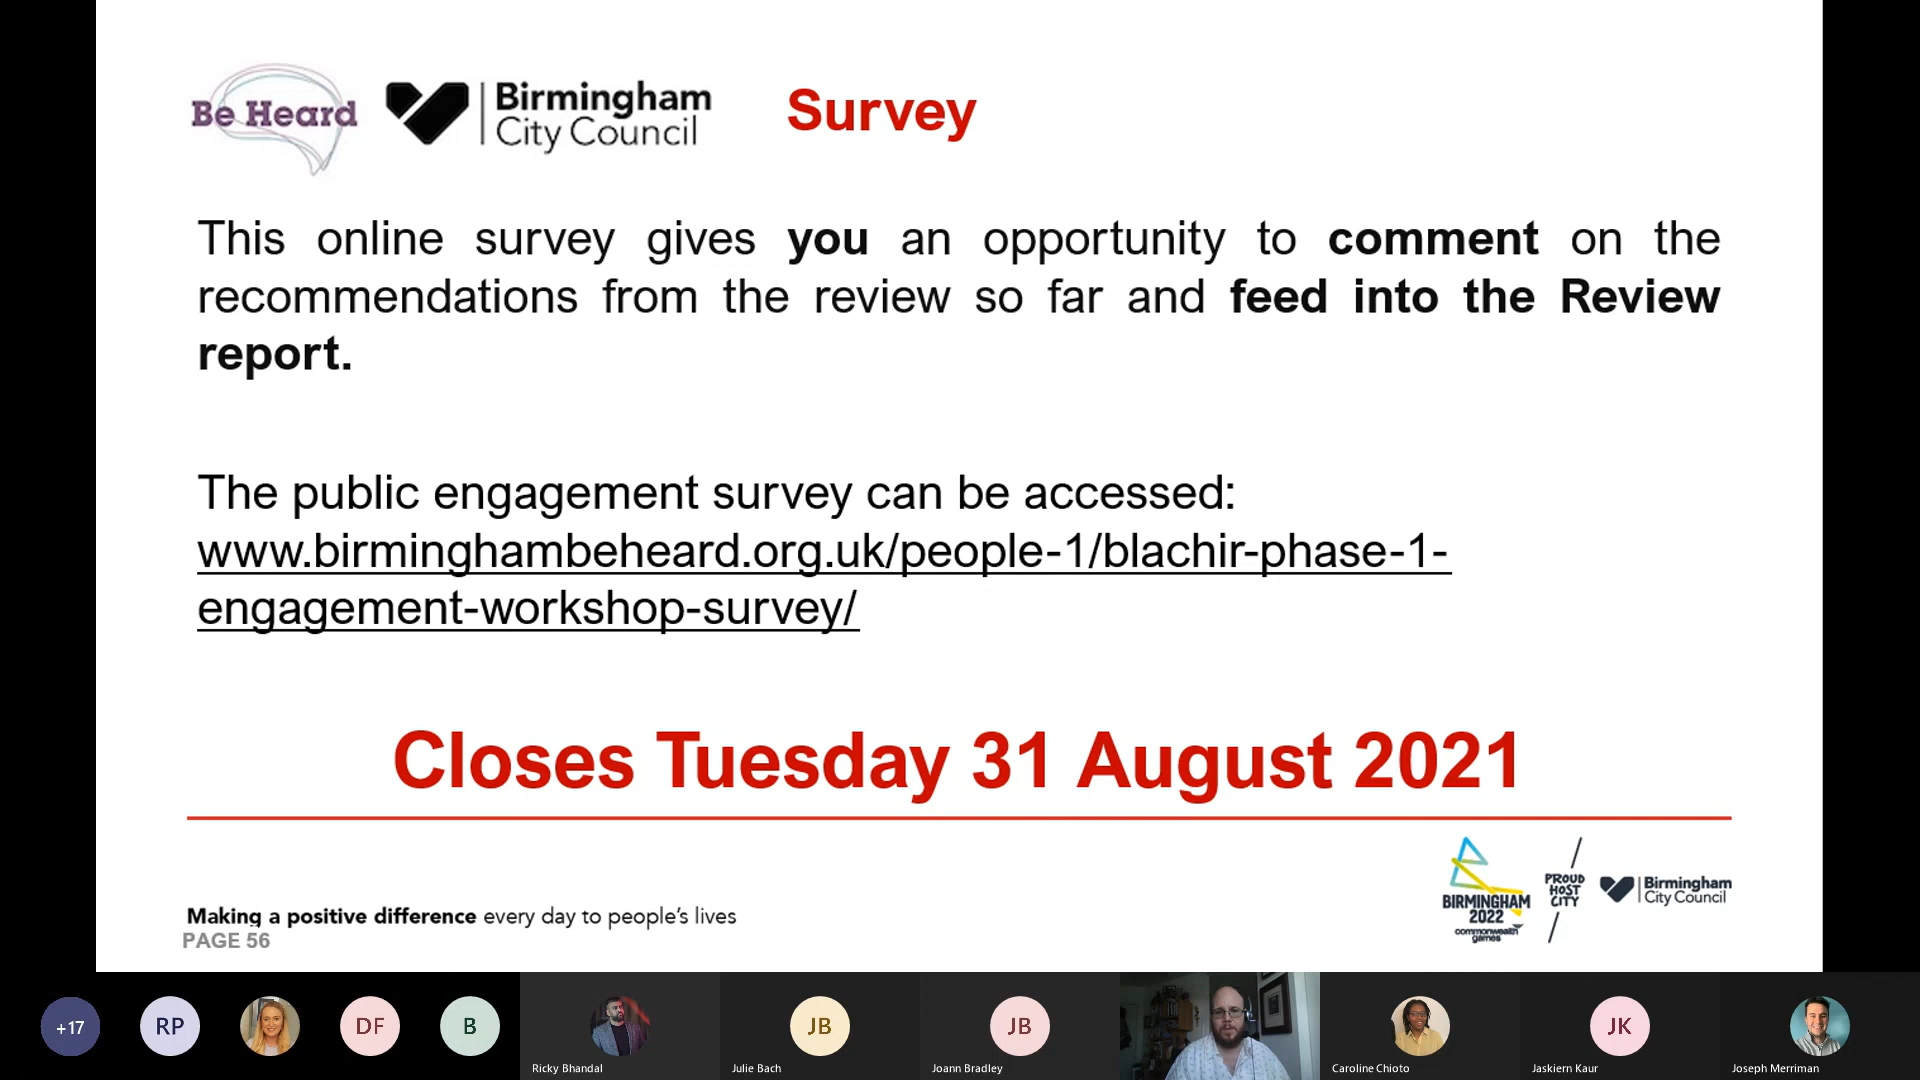 Be Heard
Birmingham
City Council
Survey
This online survey gives you an opportunity to comment on the
recommendations from the review so far and feed into the Review
report.
The public engagement survey can be accessed:
www.birminghambeheard.org.uk/people-1/blachir-phase-1-
engagement-workshop-survey/
Closes Tuesday 31 August 2021
BIRMINGHAM
2022
commonwealth
games
PROUD
HOST
CITY
Birmingham
City Council
Making a positive difference every day to people's lives
PAGE 56
+17
RP
DF
B
Ricky Bhandal
JB
Julie Bach
JB
Joann Bradley
Caroline Chioto
JK
Jaskiern Kaur
Joseph Merriman